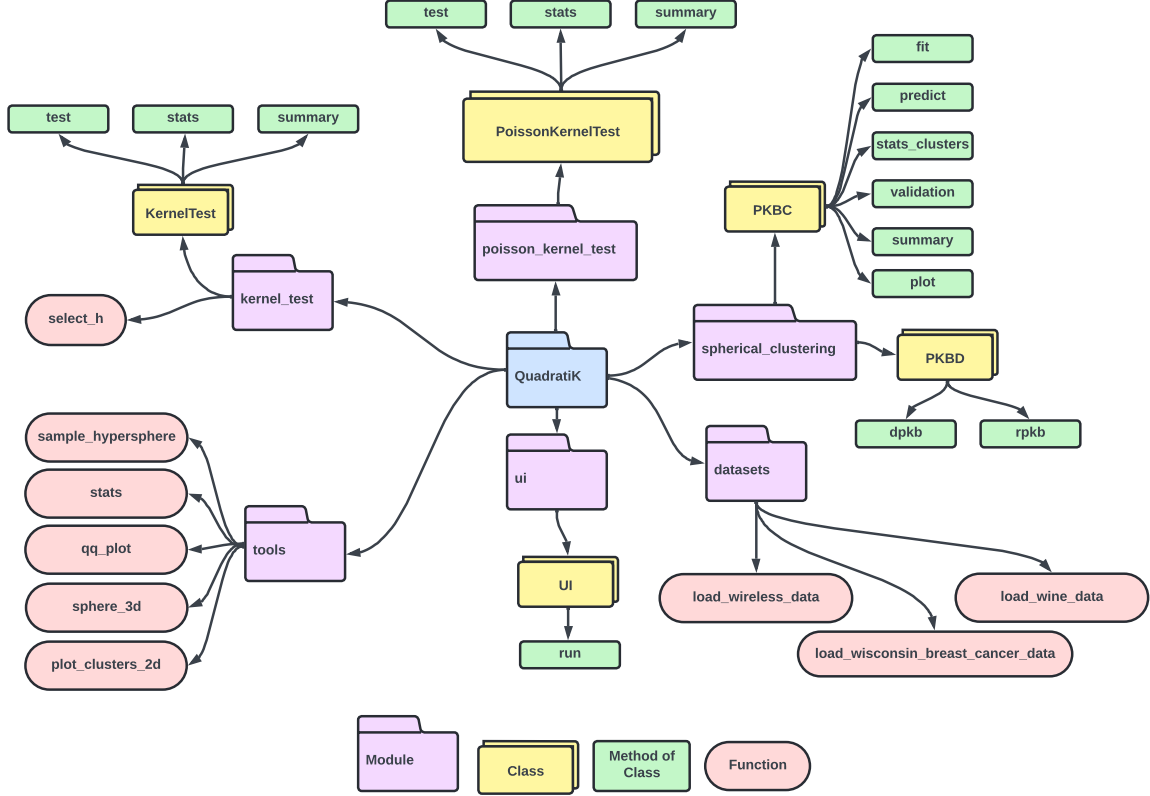 test
stats
summary
PoissonKernelTest
fit
predict
stats_clusters
validation
summary
plot
PKBC
test
stats
summary
KernelTest
poisson_kernel_test
kernel_test
select_h
QuadratiK
spherical_clustering
PKBD
dpkb
rpkb
sample_hypersphere
stats
qq_plot
sphere_3d
plot_clusters_2d
tools
ui
UI
run
datasets
load_wireless_data
load_wine_data
load_wisconsin_breast_cancer_data
Module
Class
Method of
Class
Function